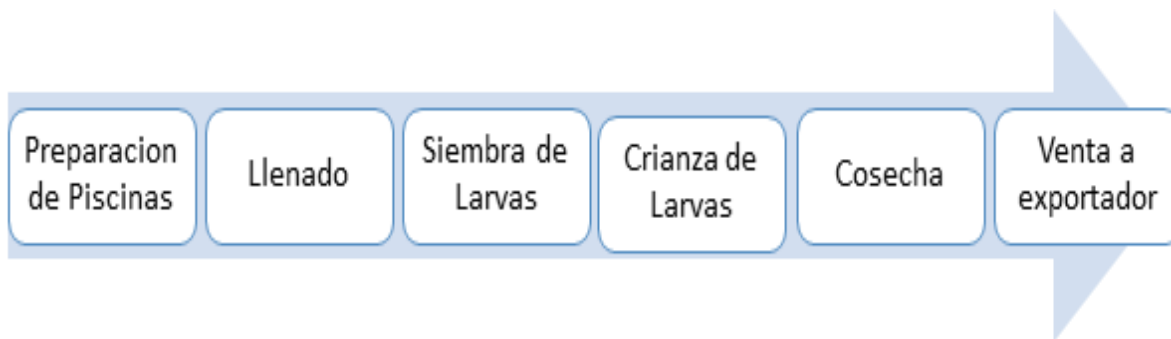 Preparacion
de Piscinas
Llenado
Siembra de
Larvas
Crianza de
Larvas
Cosecha
Venta a
exportador